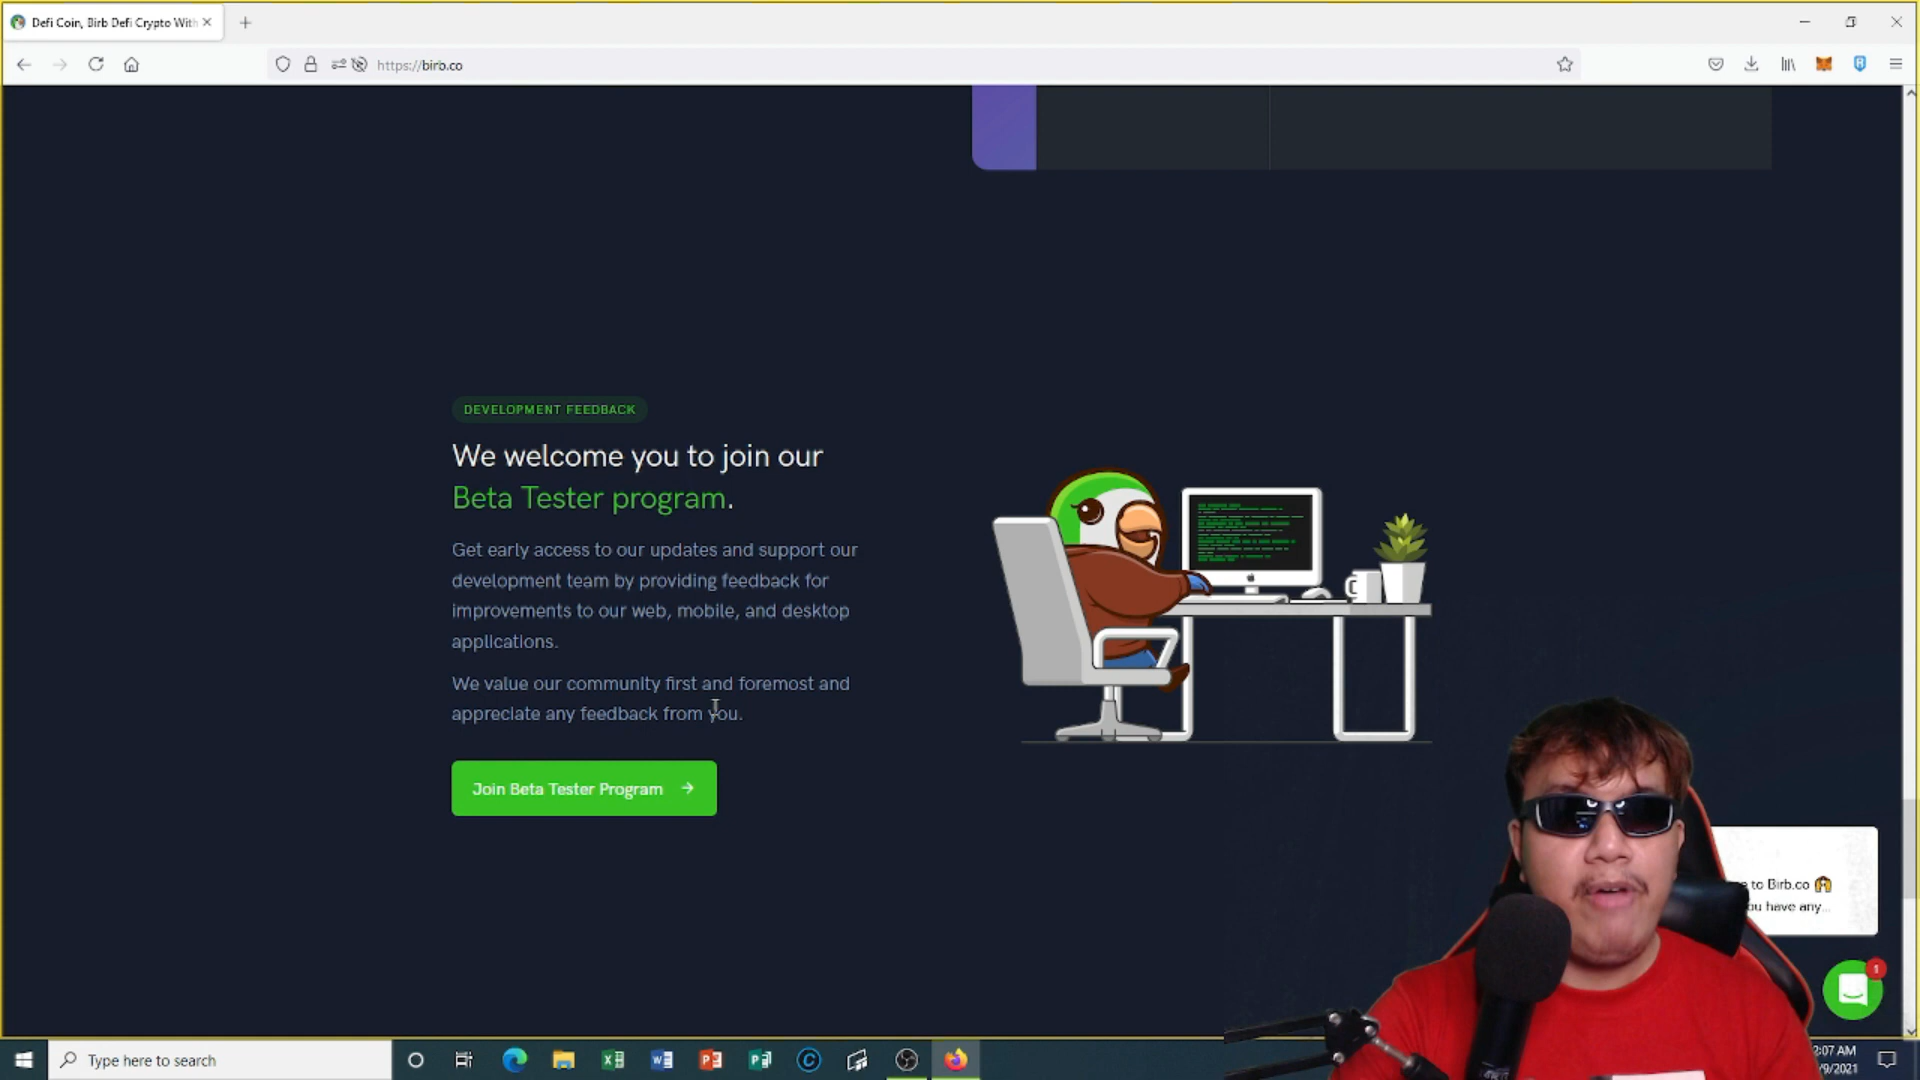 Defi Coin, Birb Defi Crypto With
https://birb.co
DEVELOPMENT FEEDBACK
We welcome you to join our
Beta Tester program.
Get early access to our updates and support our
development team by providing feedback for
improvements to our web, mobile, and desktop
applications.
We value our community first and foremost and
appreciate any feedback from you.
Join Beta Tester Program
to Birb.co
have any...
1
Type here to search
2:07 AM
/9/2021